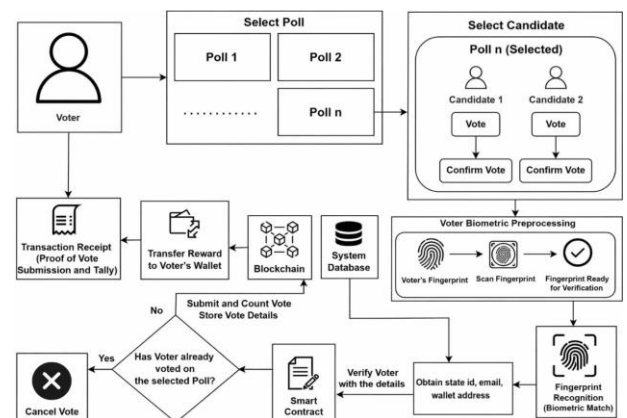 Select Poll
Select Candidate
Poll 1
Poll 2
. . . . . . . . . . . .
Poll n
Voter
Poll n (Selected)
Candidate 1
Candidate 2
Vote
Vote
Confirm Vote
Confirm Vote
Voter Biometric Preprocessing
Voter's Fingerprint
Scan Fingerprint
Fingerprint Ready
for Verification
Transaction Receipt
(Proof of Vote
Submission and Tally)
Transfer Reward
to Voter's Wallet
Blockchain
System
Database
No
Submit and Count Vote
Store Vote Details
Yes
Has Voter already
voted on
the selected Poll?
Cancel Vote
Smart
Contract
Verify Voter
with the details
Obtain state id, email,
wallet address
Fingerprint
Recognition
(Biometric Match)